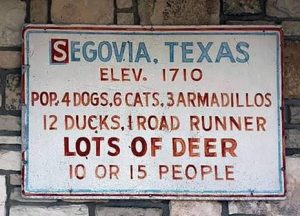 SEGOVIA, TEXAS
ELEV. 1710
POP. 4 DOGS, 6 CATS, 3 ARMADILLOS
12 DUCKS, 1 ROAD RUNNER
LOTS OF DEER
10 OR 15 PEOPLE